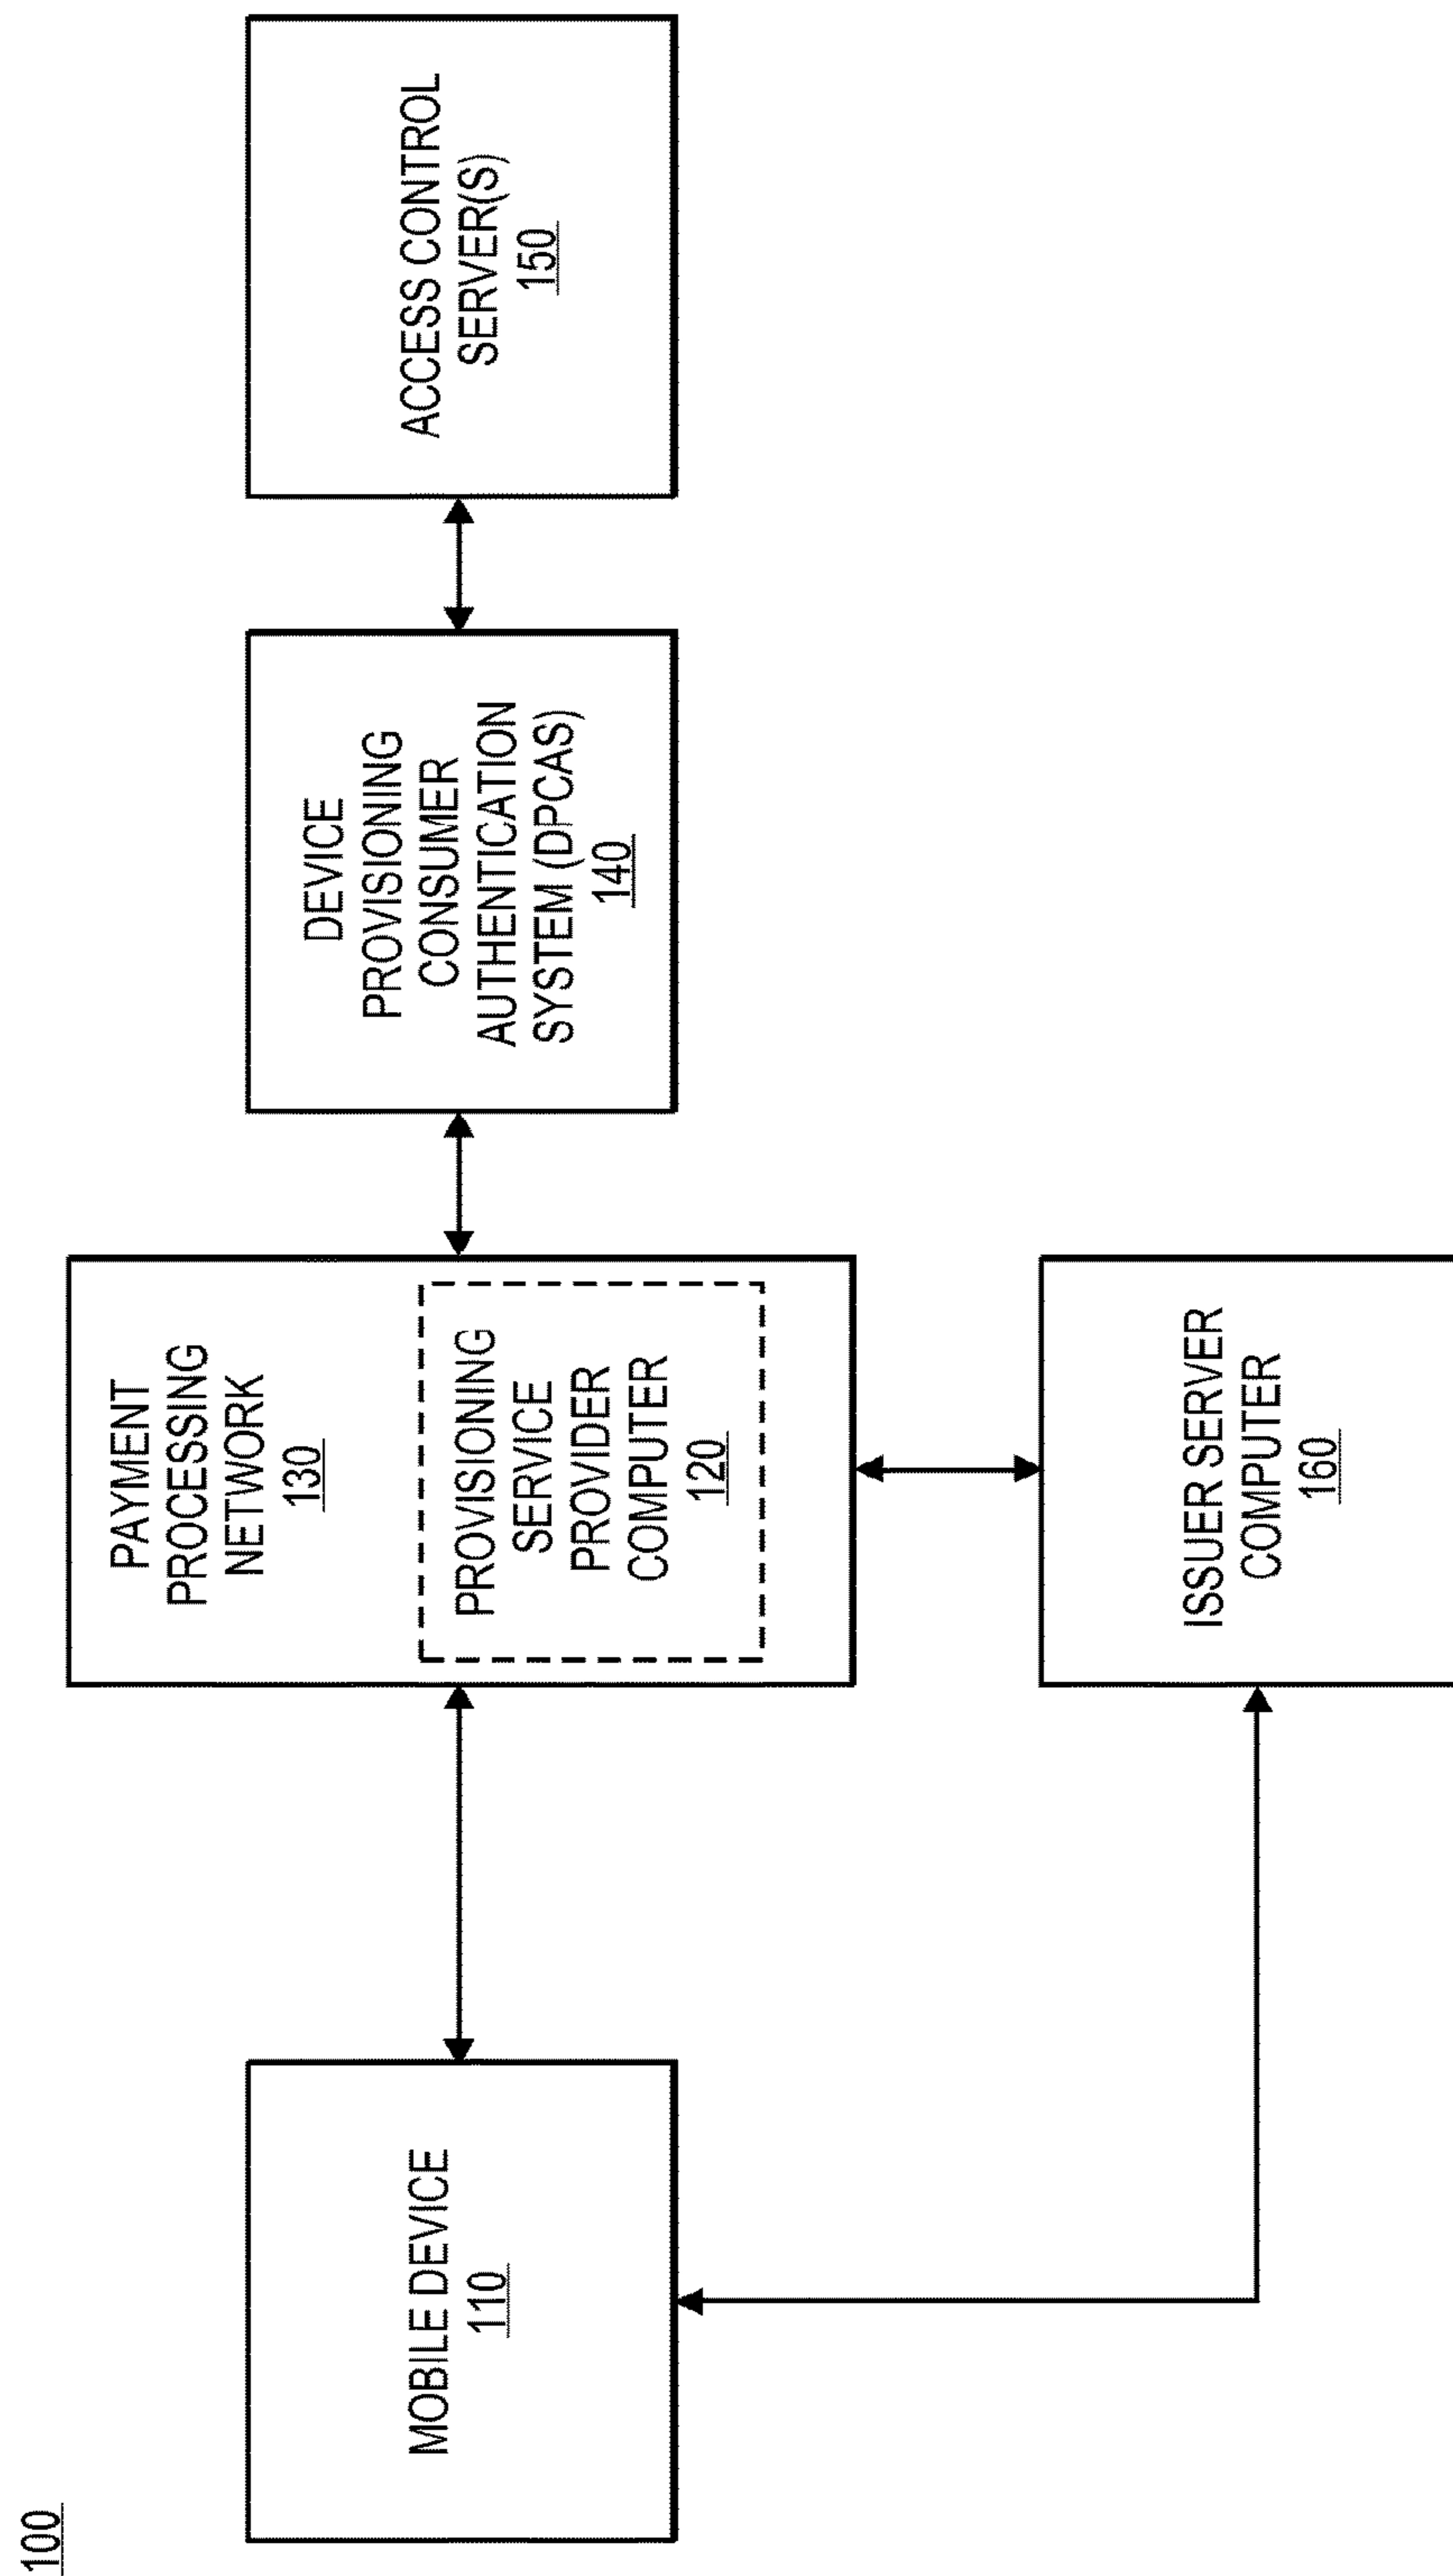 100
MOBILE DEVICE
110
PAYMENT
PROCESSING
NETWORK
130
PROVISIONING
SERVICE
PROVIDER
COMPUTER
120
DEVICE
PROVISIONING
CONSUMER
AUTHENTICATION
SYSTEM (DPCAS)
140
ACCESS CONTROL
SERVER(S)
150
ISSUER SERVER
COMPUTER
160